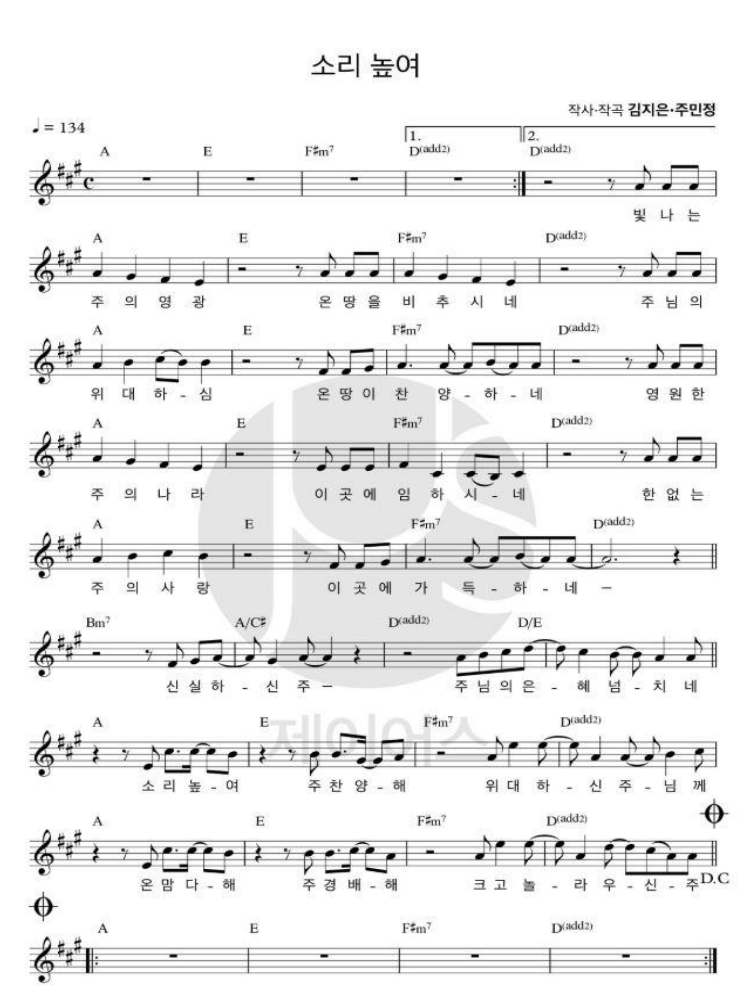 소리 높여
작사·작곡 김지은·주민정
♩= 134
1. 2.
A E F#m7 D(add2) D(add2)
빛 나 는
A E F#m7 D(add2)
주 의 영 광 온 땅 을 비 추 시 네 주 님 의
A E F#m7 D(add2)
위 대 하 - 심 온 땅 이 찬 양 - 하 - 네 영 원 한
A E F#m7 D(add2)
주 의 나 라 이 곳 에 임 하 시 - 네 한 없 는
A E F#m7 D(add2)
주 의 사 랑 이 곳 에 가 득 - 하 - 네 —
Bm7 A/C# D(add2) D/E
신 실 하 - 신 주 — 주 님 의 은 - 혜 넘 - 치 네
A E F#m7 D(add2)
소 리 높 - 여 주 찬 양 - 해 위 대 하 - 신 주 - 님 께
A E F#m7 D(add2)
온 맘 다 - 해 주 경 배 - 해 크 고 놀 - 라 우 - 신 - 주 D.C
A E F#m7 D(add2)
J us
제이어스